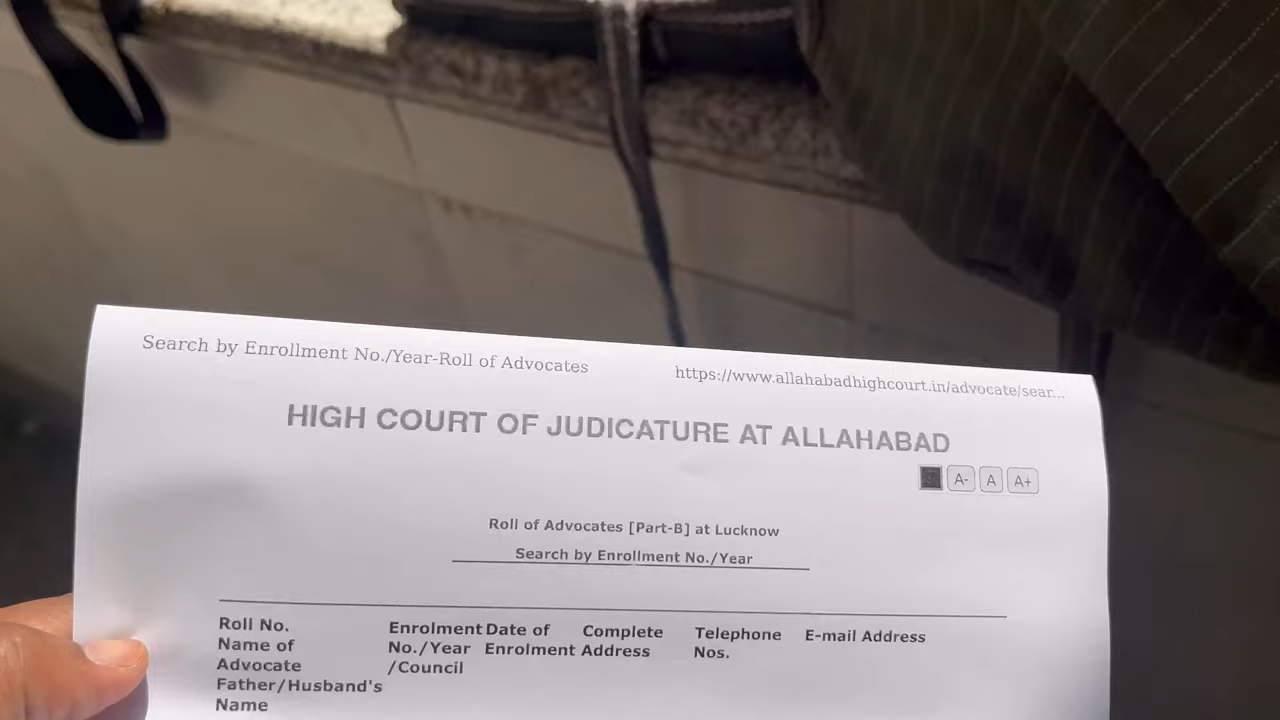 Search by Enrollment No./Year-Roll of Advocates
https://www.allahabadhighcourt.in/advocate/sear...
HIGH COURT OF JUDICATURE AT ALLAHABAD
A- A A+
Roll of Advocates [Part-B] at Lucknow
Search by Enrollment No./Year
Roll No. Enrolment Date of Complete Telephone E-mail Address
Name of No./Year Enrolment Address Nos.
Advocate /Council
Father/Husband's
Name